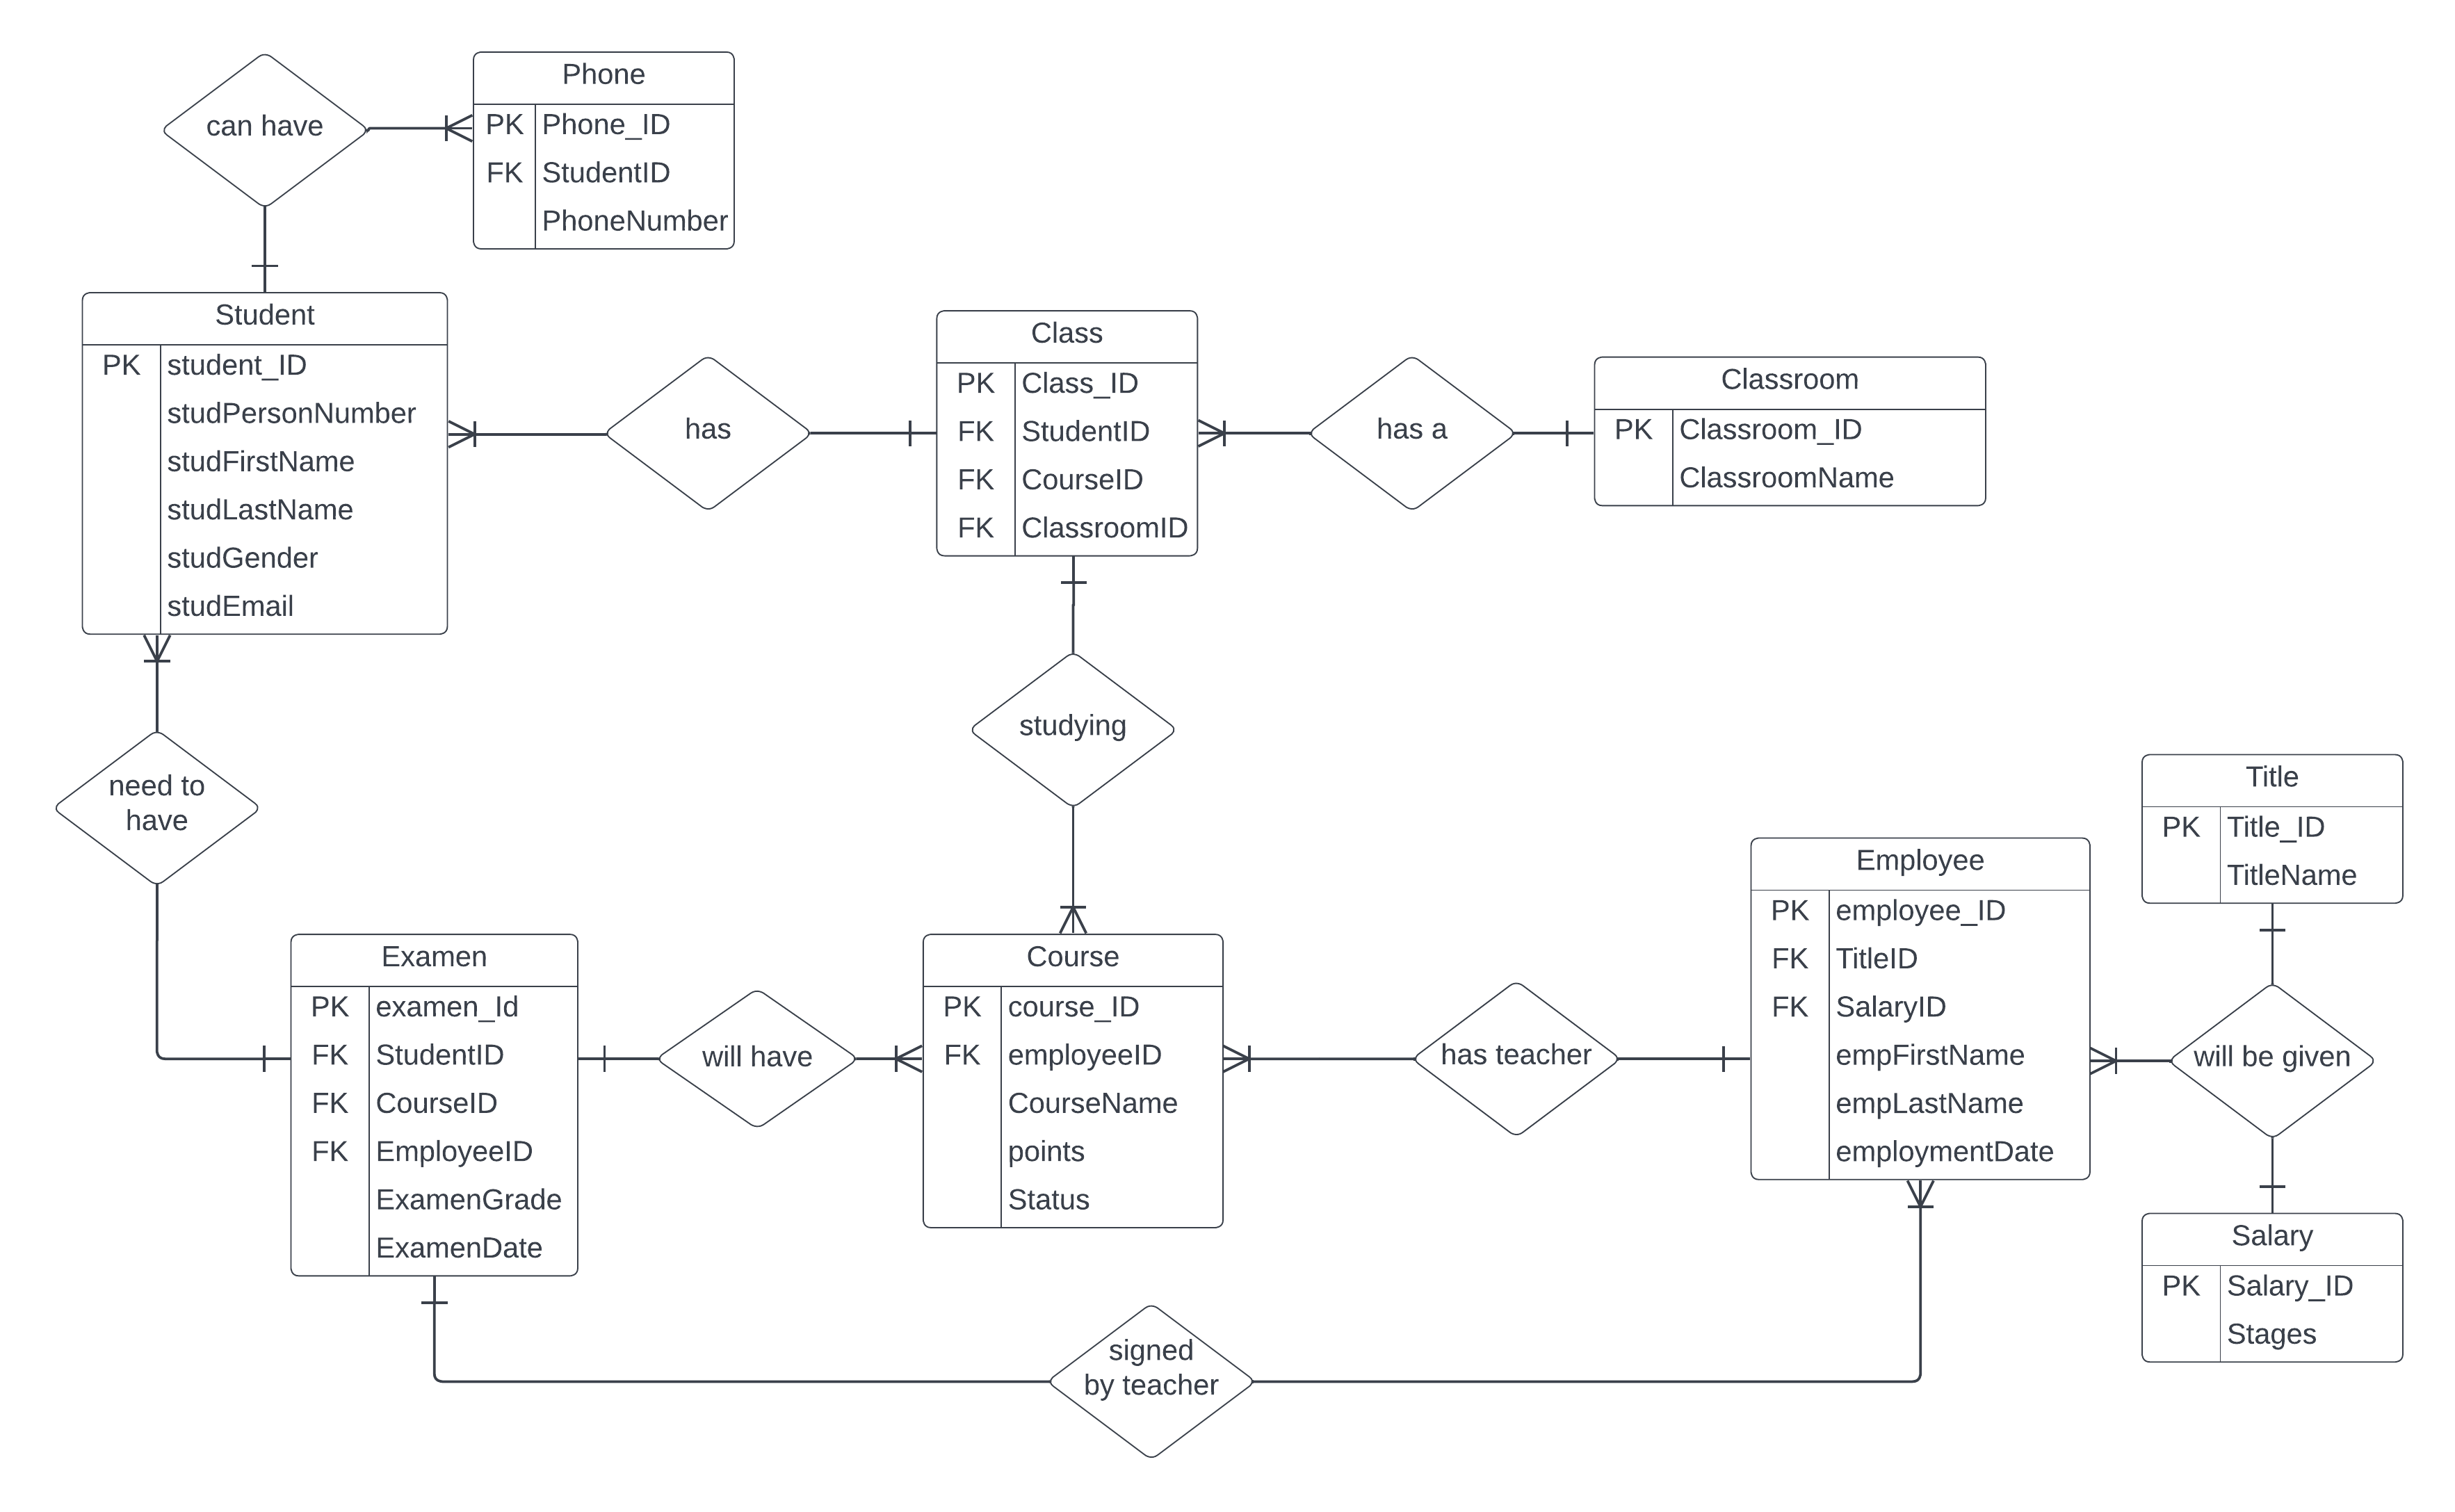 can have
Phone
PK Phone_ID
FK StudentID
PhoneNumber
Student
PK student_ID
studPersonNumber
studFirstName
studLastName
studGender
studEmail
has
Class
PK Class_ID
FK StudentID
FK CourseID
FK ClassroomID
has a
Classroom
PK Classroom_ID
ClassroomName
studying
need to
have
Examen
PK examen_Id
FK StudentID
FK CourseID
FK EmployeeID
ExamenGrade
ExamenDate
will have
Course
PK course_ID
FK employeeID
CourseName
points
Status
has teacher
Employee
PK employee_ID
FK TitleID
FK SalaryID
empFirstName
empLastName
employmentDate
Title
PK Title_ID
TitleName
will be given
Salary
PK Salary_ID
Stages
signed
by teacher